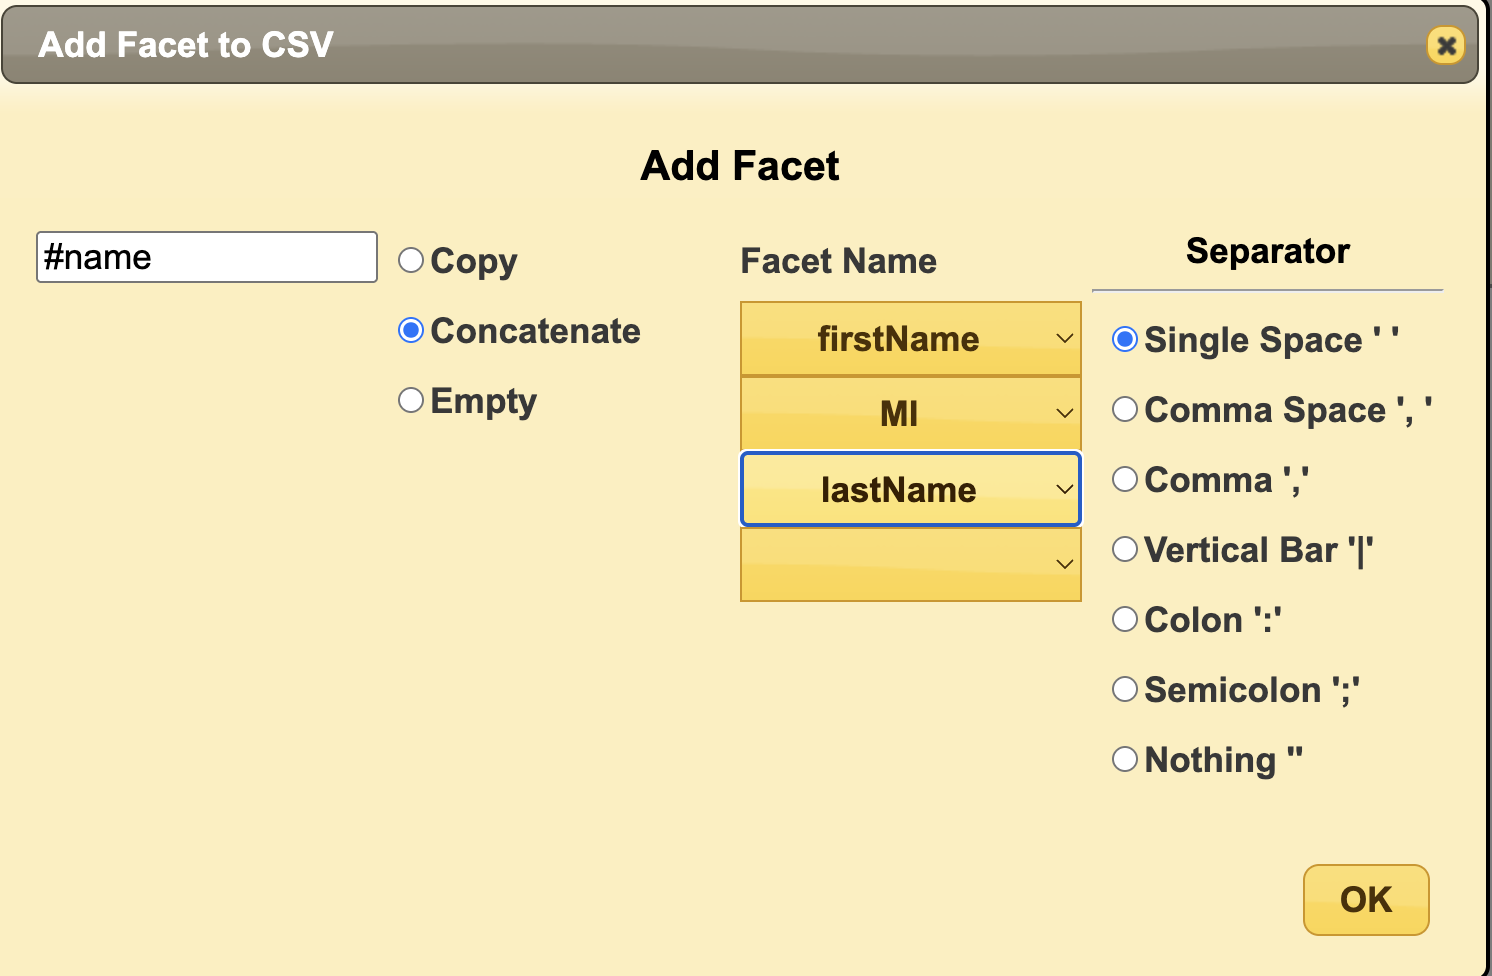 Add Facet to CSV
Add Facet
#name
Copy
Concatenate
Empty
Facet Name
firstName
MI
lastName
Separator
Single Space ' '
Comma Space ', '
Comma ','
Vertical Bar '|'
Colon ':'
Semicolon ';'
Nothing ''
OK